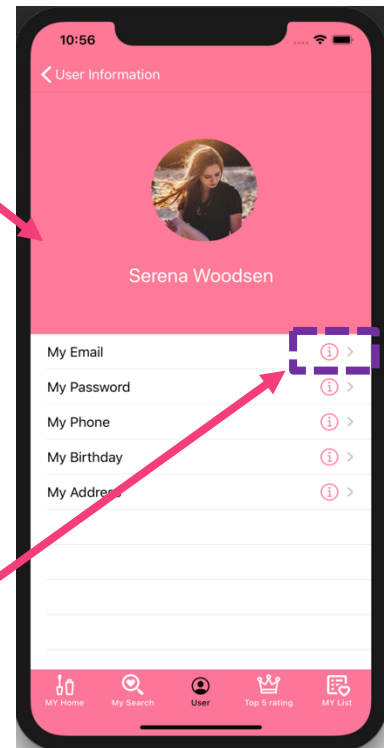 10:56
User Information
Serena Woodsen
My Email
My Password
My Phone
My Birthday
My Address
MY Home
My Search
User
Top 5 rating
MY List